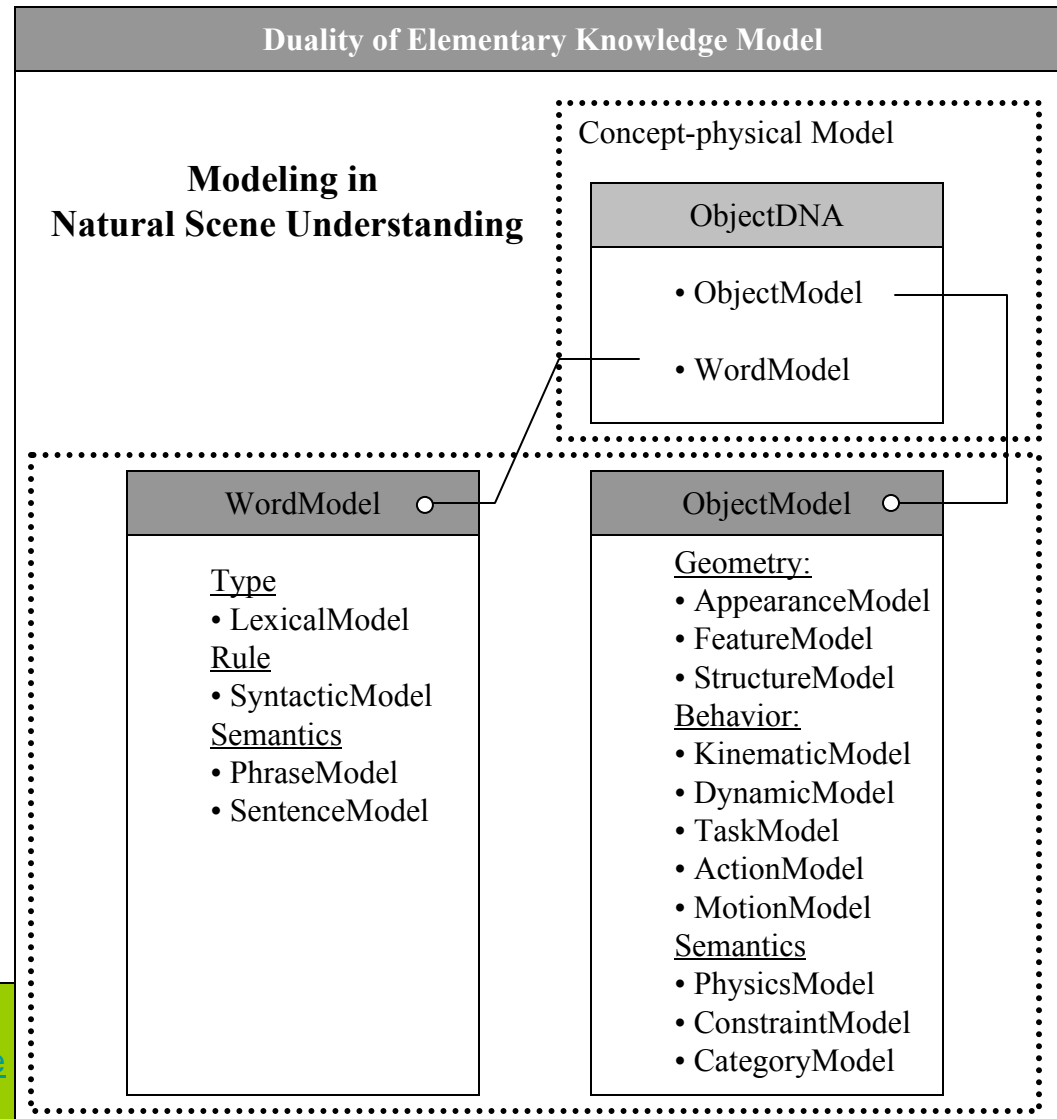 Duality of Elementary Knowledge Model
Modeling in
Natural Scene Understanding
Concept-physical Model
ObjectDNA
• ObjectModel
• WordModel
WordModel
Type
• LexicalModel
Rule
• SyntacticModel
Semantics
• PhraseModel
• SentenceModel
ObjectModel
Geometry:
• AppearanceModel
• FeatureModel
• StructureModel
Behavior:
• KinematicModel
• DynamicModel
• TaskModel
• ActionModel
• MotionModel
Semantics
• PhysicsModel
• ConstraintModel
• CategoryModel